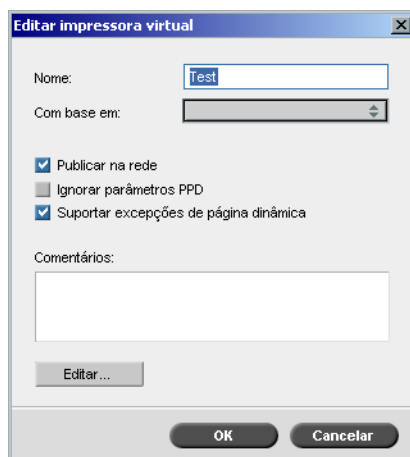 Editar impressora virtual
Nome:
Test
Com base em:
Publicar na rede
Ignorar parâmetros PPD
Suportar excepções de página dinâmica
Comentários:
Editar...
OK
Cancelar